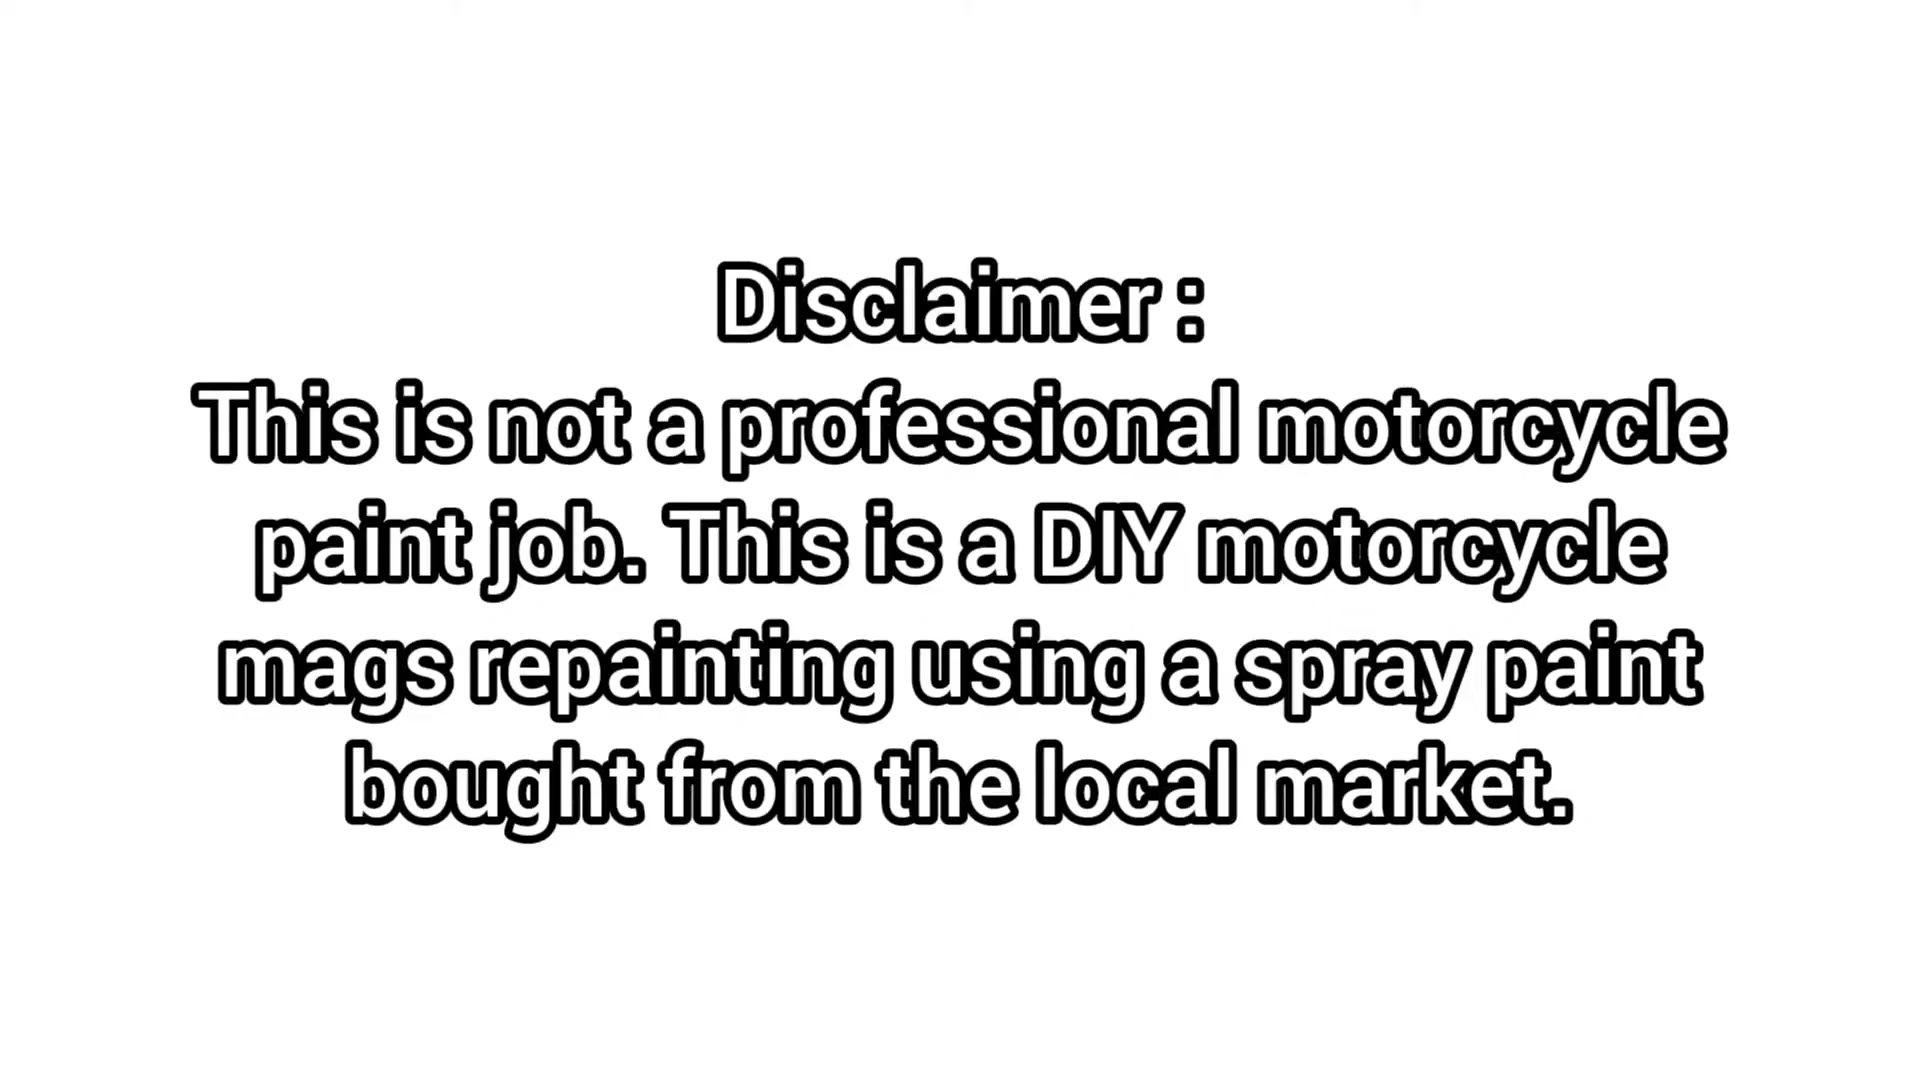 Disclaimer :
This is not a professional motorcycle
paint job. This is a DIY motorcycle
mags repainting using a spray paint
bought from the local market.